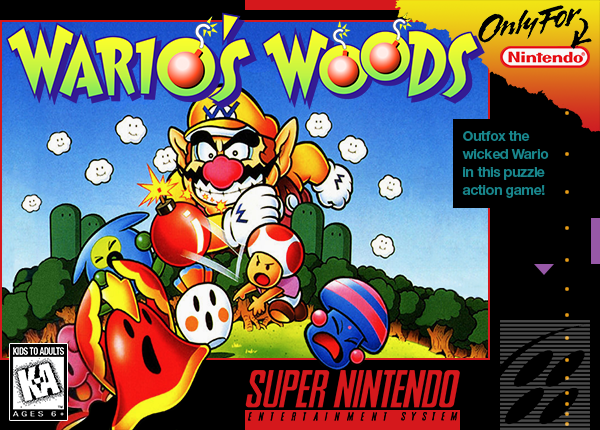 WARIO'S WOODS
Only For
Nintendo®
Outfox the
wicked Wario
in this puzzle
action game!
W
W
W
KIDS TO ADULTS
K-A
AGES 6+
SUPER NINTENDO
ENTERTAINMENT SYSTEM